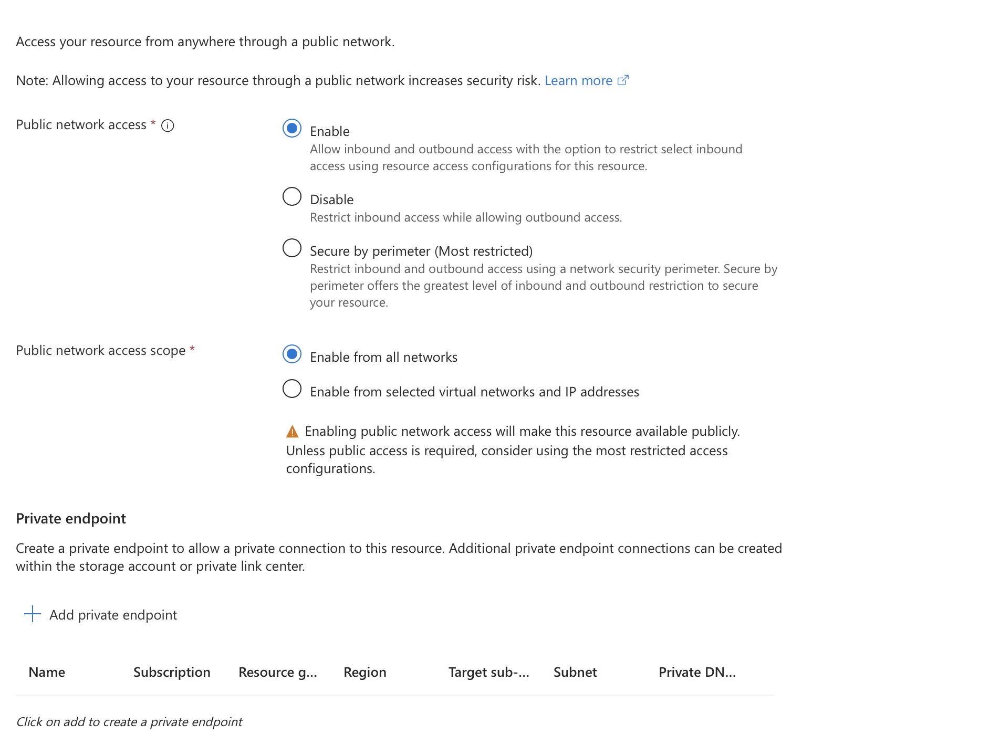 Access your resource from anywhere through a public network.
Note: Allowing access to your resource through a public network increases security risk. Learn more
Public network access *
Enable
Allow inbound and outbound access with the option to restrict select inbound
access using resource access configurations for this resource.
Disable
Restrict inbound access while allowing outbound access.
Secure by perimeter (Most restricted)
Restrict inbound and outbound access using a network security perimeter. Secure by
perimeter offers the greatest level of inbound and outbound restriction to secure
your resource.
Public network access scope *
Enable from all networks
Enable from selected virtual networks and IP addresses
Enabling public network access will make this resource available publicly.
Unless public access is required, consider using the most restricted access
configurations.
Private endpoint
Create a private endpoint to allow a private connection to this resource. Additional private endpoint connections can be created
within the storage account or private link center.
Add private endpoint
Name Subscription Resource g... Region Target sub-... Subnet Private DN...
Click on add to create a private endpoint